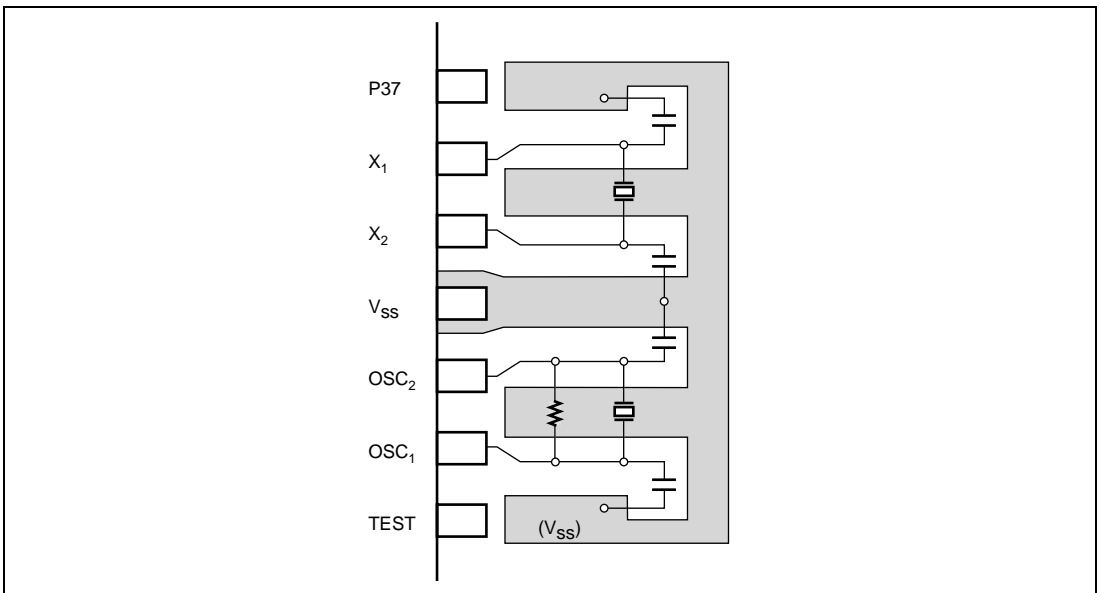 P37
X₁
X₂
VSS
OSC₂
OSC₁
TEST
(VSS)